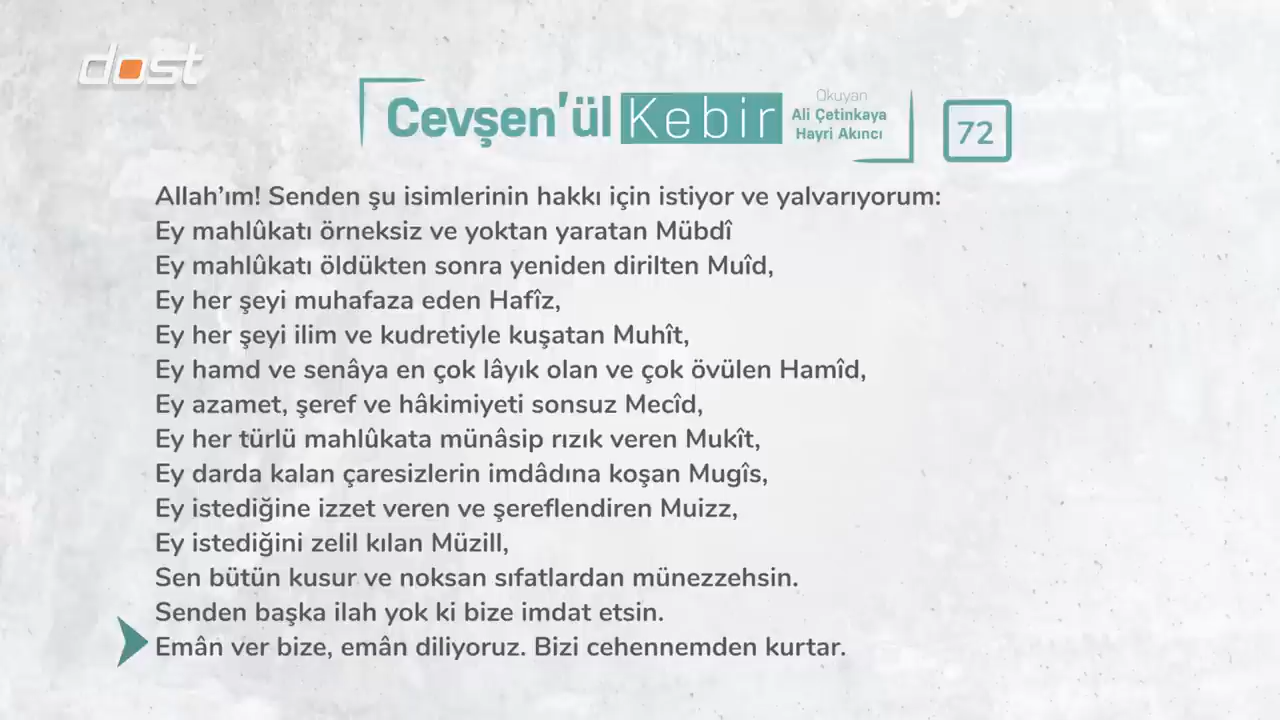 dost
Cevşen'ül Kebir
Okuyan
Ali Çetinkaya
Hayri Akıncı
72
Allah’ım! Senden şu isimlerinin hakkı için istiyor ve yalvarıyorum:
Ey mahlûkatı örneksiz ve yoktan yaratan Mübdî
Ey mahlûkatı öldükten sonra yeniden dirilten Muîd,
Ey her şeyi muhafaza eden Hafîz,
Ey her şeyi ilim ve kudretiyle kuşatan Muhît,
Ey hamd ve senâya en çok lâyık olan ve çok övülen Hamîd,
Ey azamet, şeref ve hâkimiyeti sonsuz Mecîd,
Ey her türlü mahlûkata münâsip rızık veren Mukît,
Ey darda kalan çaresizlerin imdâdına koşan Mugîs,
Ey istediğine izzet veren ve şereflendiren Muizz,
Ey istediğini zelil kılan Müzill,
Sen bütün kusur ve noksan sıfatlardan münezzehsin.
Senden başka ilah yok ki bize imdat etsin.
Emân ver bize, emân diliyoruz. Bizi cehennemden kurtar.